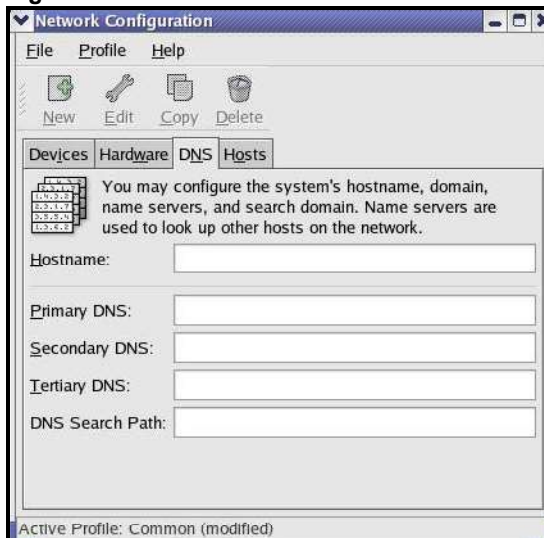 Network Configuration
File Profile Help
New Edit Copy Delete
Devices Hardware DNS Hosts
You may configure the system's hostname, domain,
name servers, and search domain. Name servers are
used to look up other hosts on the network.
Hostname:
Primary DNS:
Secondary DNS:
Tertiary DNS:
DNS Search Path:
Active Profile: Common (modified)